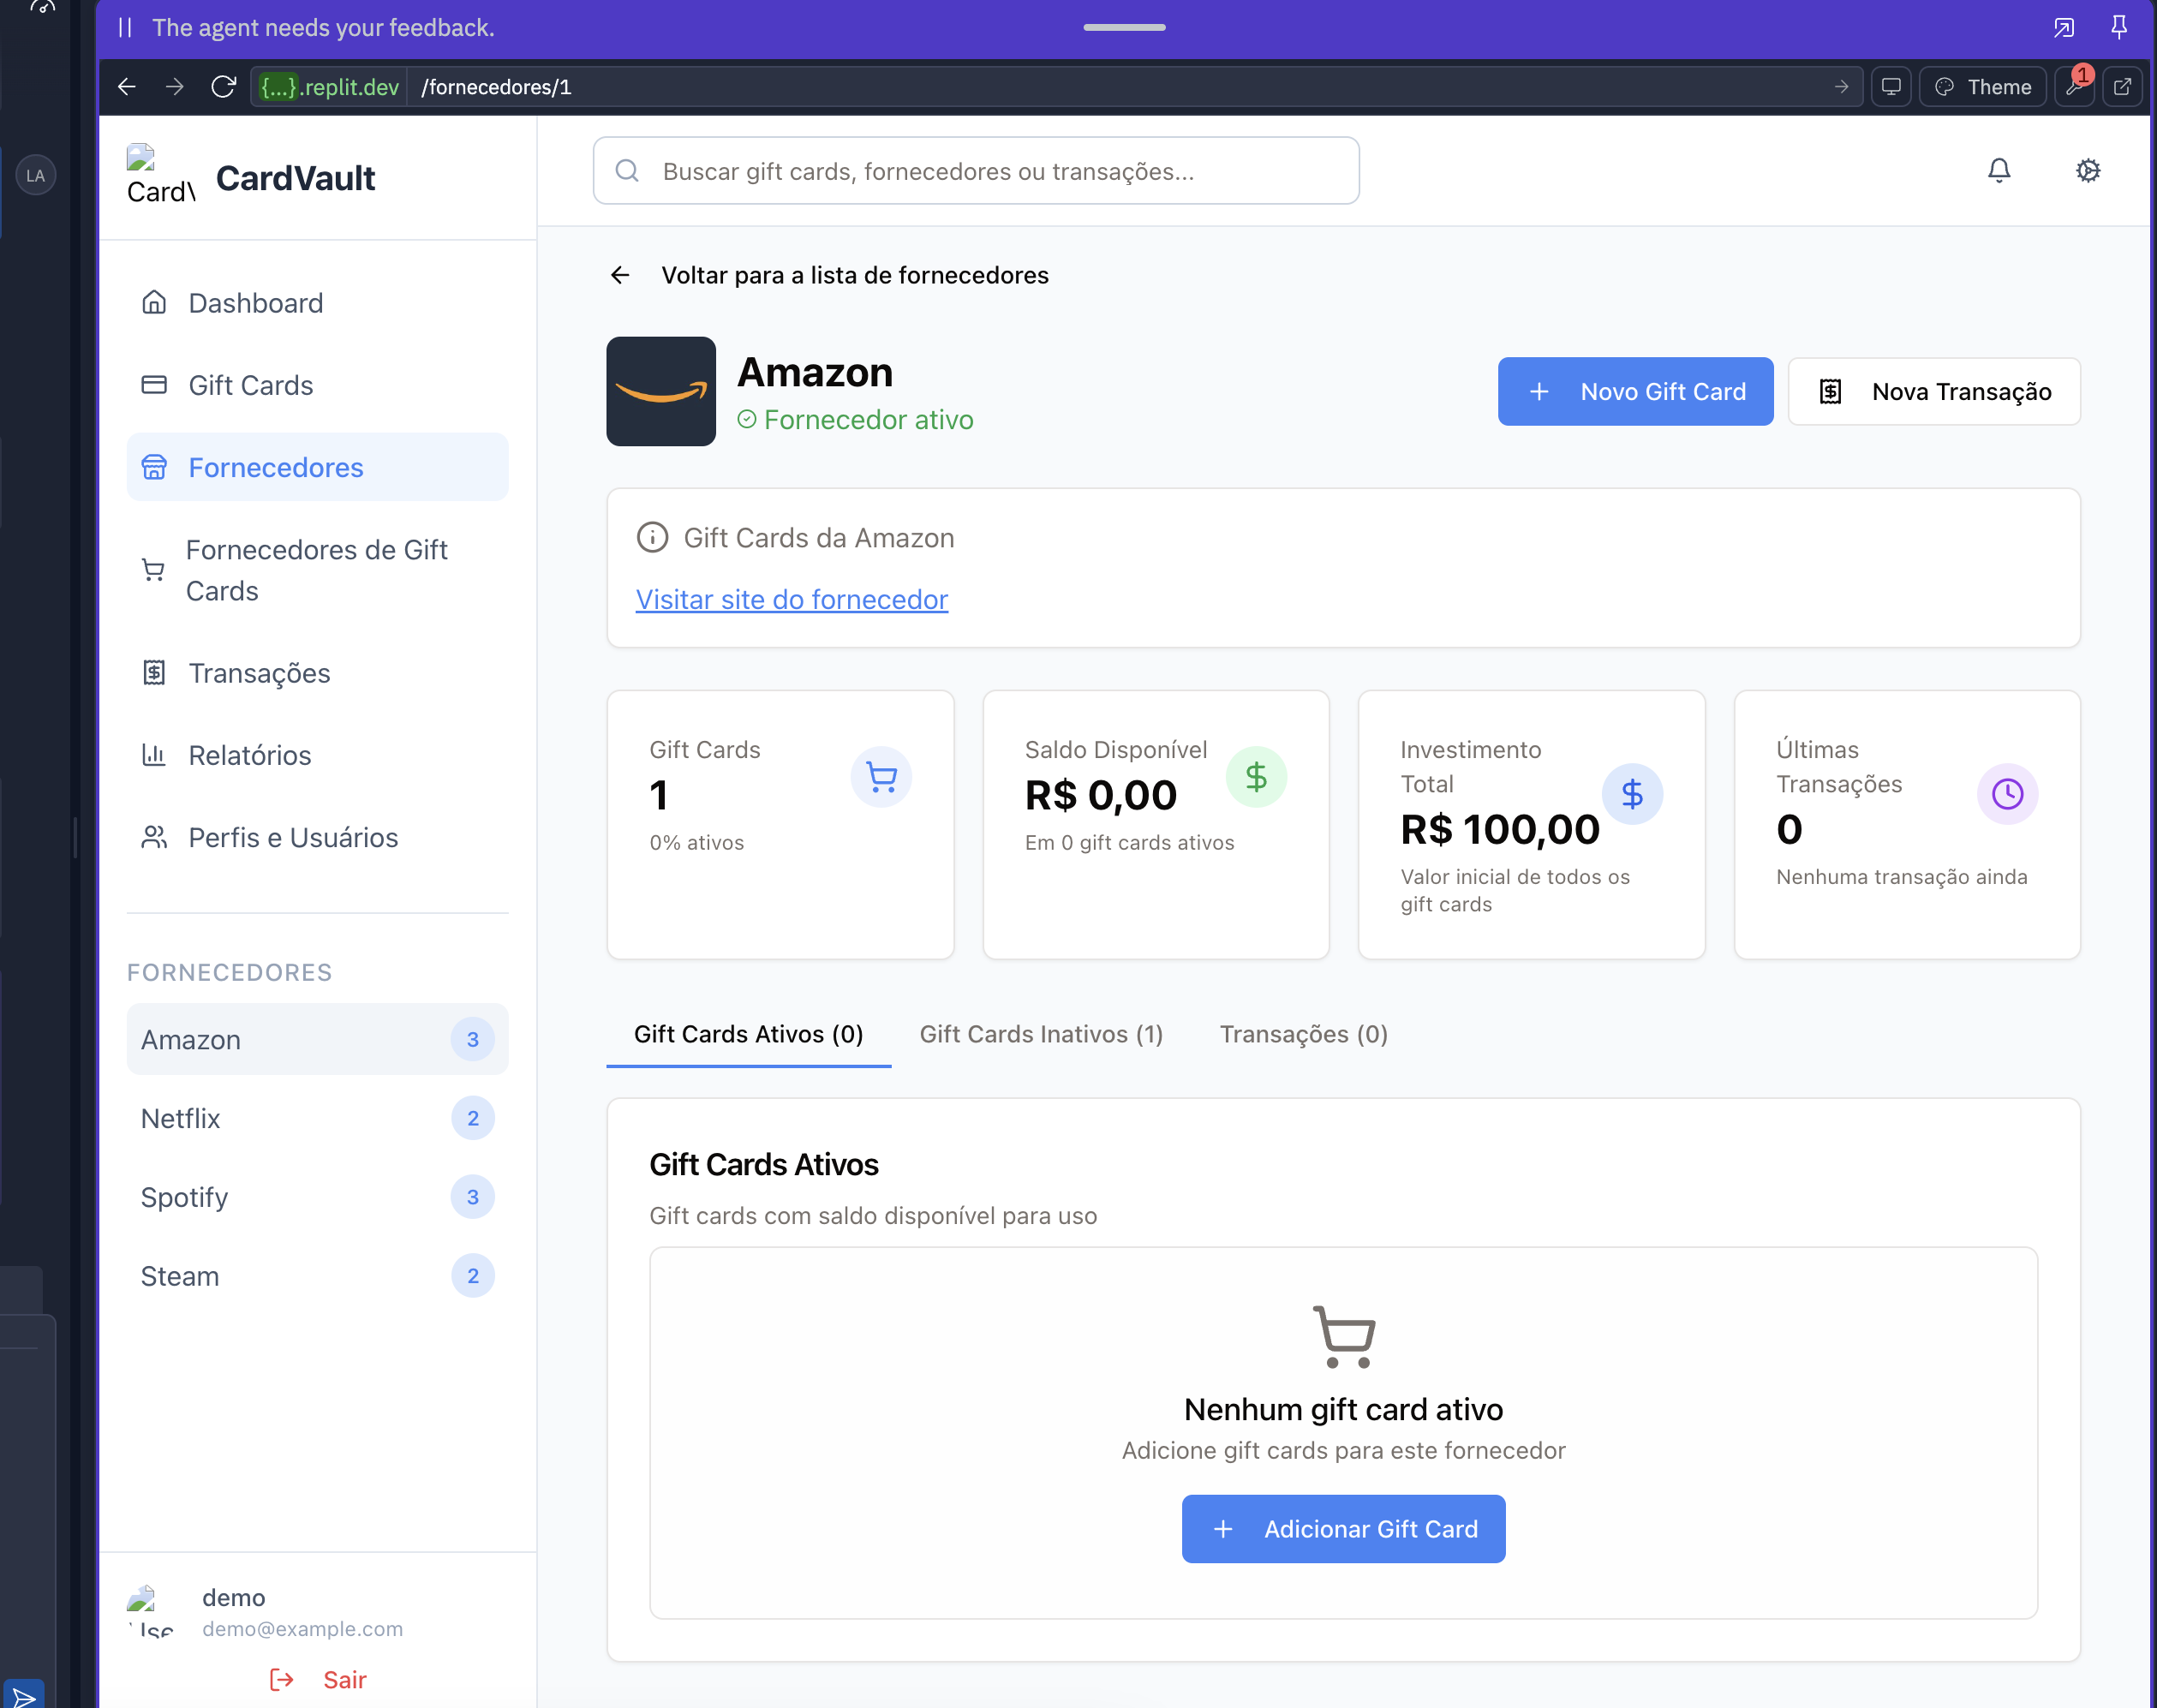 The agent needs your feedback.
{...}.replit.dev
/fornecedores/1
Theme
1
LA
Card\
CardVault
Buscar gift cards, fornecedores ou transações...
Dashboard
Gift Cards
Fornecedores
Fornecedores de Gift
Cards
Transações
Relatórios
Perfis e Usuários
FORNECEDORES
Amazon 3
Netflix 2
Spotify 3
Steam 2
demo
demo@example.com
Sair
Voltar para a lista de fornecedores
Amazon
Fornecedor ativo
Novo Gift Card
Nova Transação
Gift Cards da Amazon
Visitar site do fornecedor
Gift Cards
1
0% ativos
Saldo Disponível
R$ 0,00
Em 0 gift cards ativos
Investimento
Total
R$ 100,00
Valor inicial de todos os
gift cards
Últimas
Transações
0
Nenhuma transação ainda
Gift Cards Ativos (0)
Gift Cards Inativos (1)
Transações (0)
Gift Cards Ativos
Gift cards com saldo disponível para uso
Nenhum gift card ativo
Adicione gift cards para este fornecedor
Adicionar Gift Card